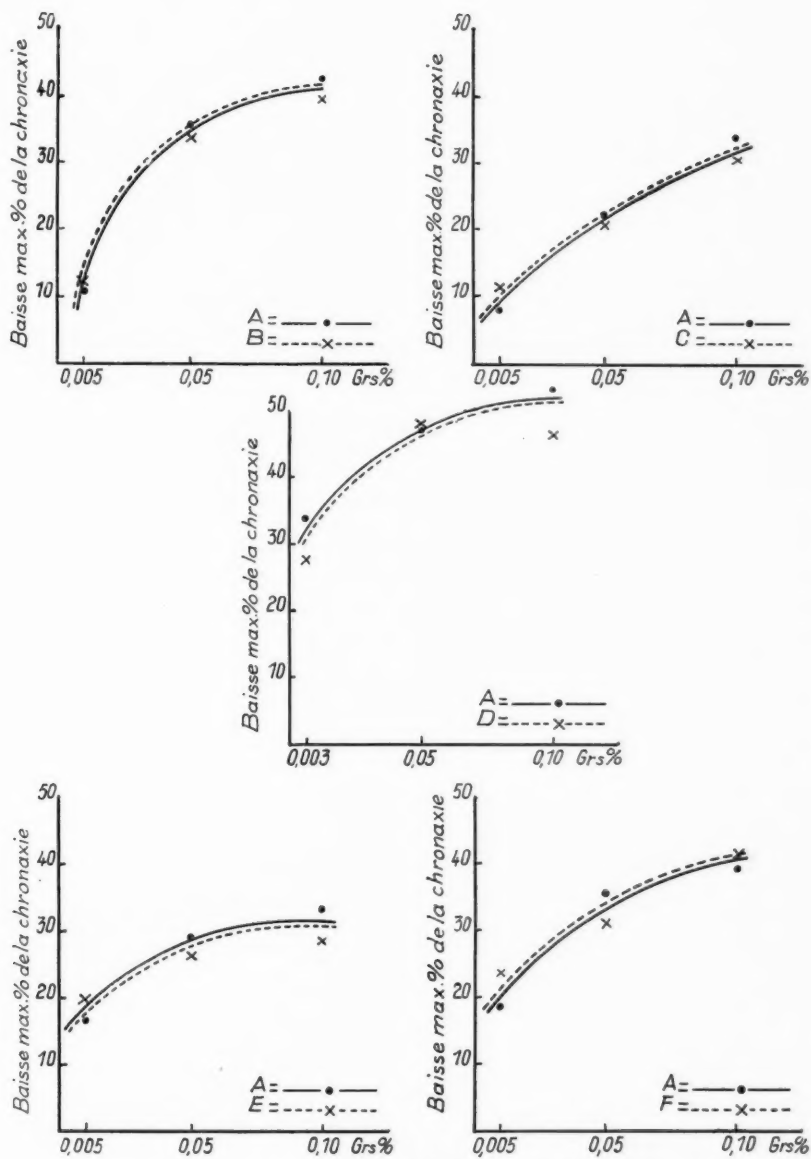 Baisse max.% de la chronaxie
50
40
30
20
10
A=
B=
0,005 0,05 0,10 Grs%
Baisse max.% de la chronaxie
50
40
30
20
10
A=
C=
0,005 0,05 0,10 Grs%
Baisse max.% de la chronaxie
50
40
30
20
10
A=
D=
0,003 0,05 0,10 Grs%
Baisse max.% de la chronaxie
50
40
30
20
10
A=
E=
0,005 0,05 0,10 Grs%
Baisse max.% de la chronaxie
50
40
30
20
10
A=
F=
0,005 0,05 0,10 Grs%